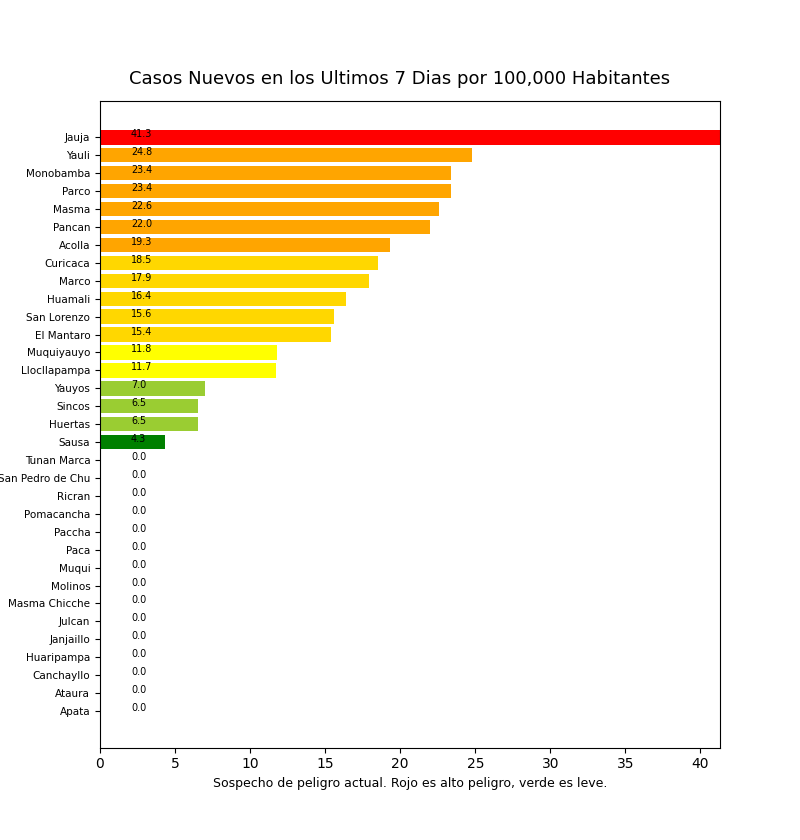 Casos Nuevos en los Ultimos 7 Dias por 100,000 Habitantes
Jauja 41.3
Yauli 24.8
Monobamba 23.4
Parco 23.4
Masma 22.6
Pancan 22.0
Acolla 19.3
Curicaca 18.5
Marco 17.9
Huamali 16.4
San Lorenzo 15.6
El Mantaro 15.4
Muquiyauyo 11.8
Llocllapampa 11.7
Yauyos 7.0
Sincos 6.5
Huertas 6.5
Sausa 4.3
Tunan Marca 0.0
San Pedro de Chu 0.0
Ricran 0.0
Pomacancha 0.0
Paccha 0.0
Paca 0.0
Muqui 0.0
Molinos 0.0
Masma Chicche 0.0
Julcan 0.0
Janjaillo 0.0
Huaripampa 0.0
Canchayllo 0.0
Ataura 0.0
Apata 0.0
0 5 10 15 20 25 30 35 40
Sospecho de peligro actual. Rojo es alto peligro, verde es leve.